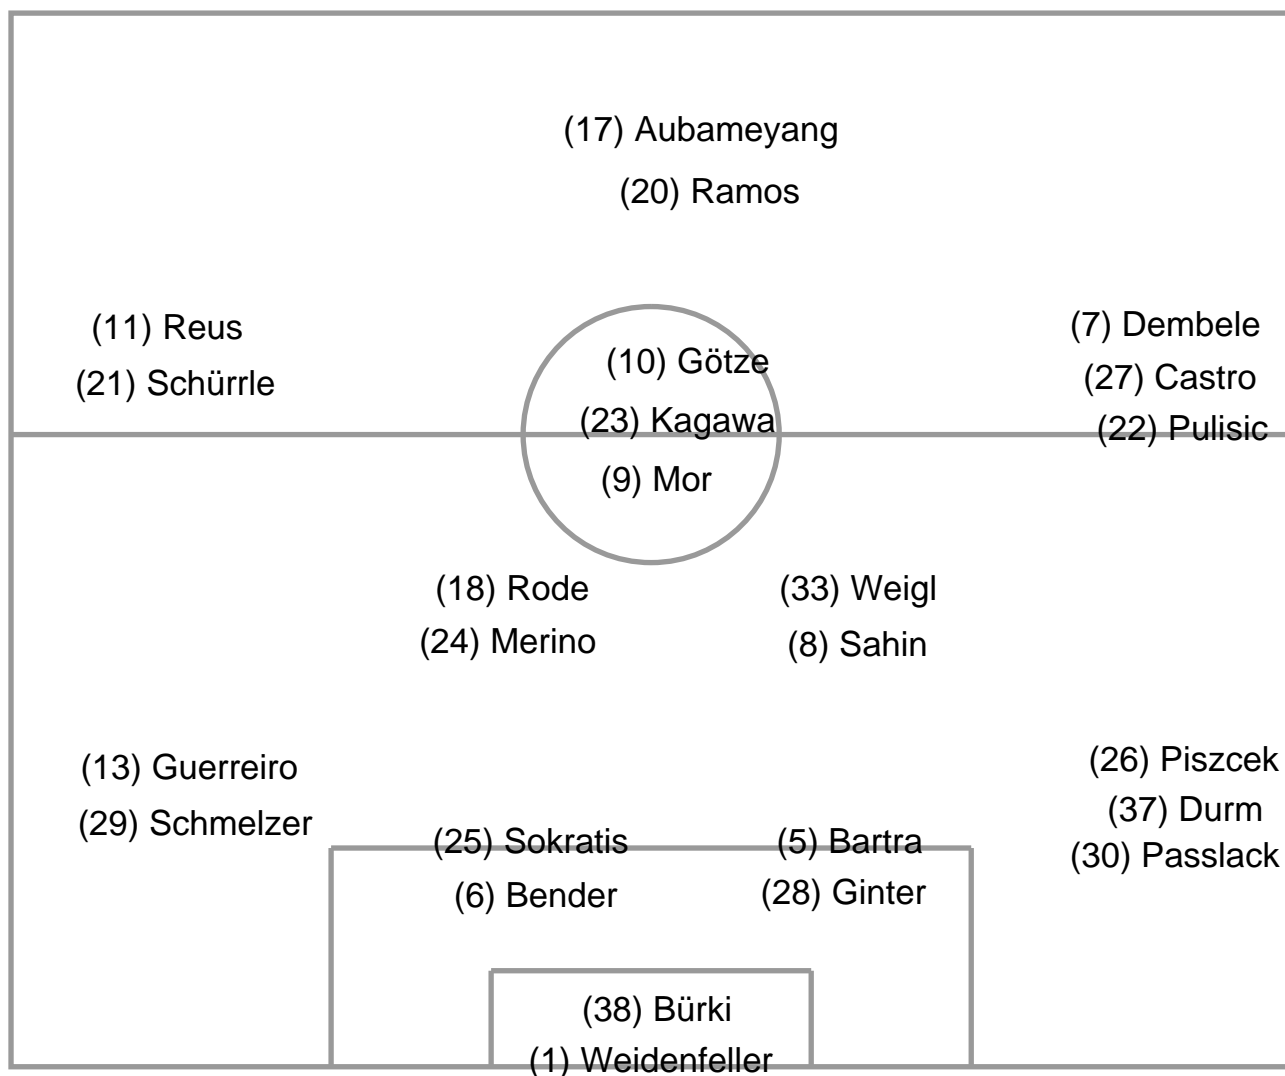 (17) Aubameyang
(20) Ramos
(11) Reus
(21) Schürrle
(10) Götze
(23) Kagawa
(9) Mor
(7) Dembele
(27) Castro
(22) Pulisic
(18) Rode
(24) Merino
(33) Weigl
(8) Sahin
(13) Guerreiro
(29) Schmelzer
(25) Sokratis
(6) Bender
(5) Bartra
(28) Ginter
(26) Piszcek
(37) Durm
(30) Passlack
(38) Bürki
(1) Weidenfeller